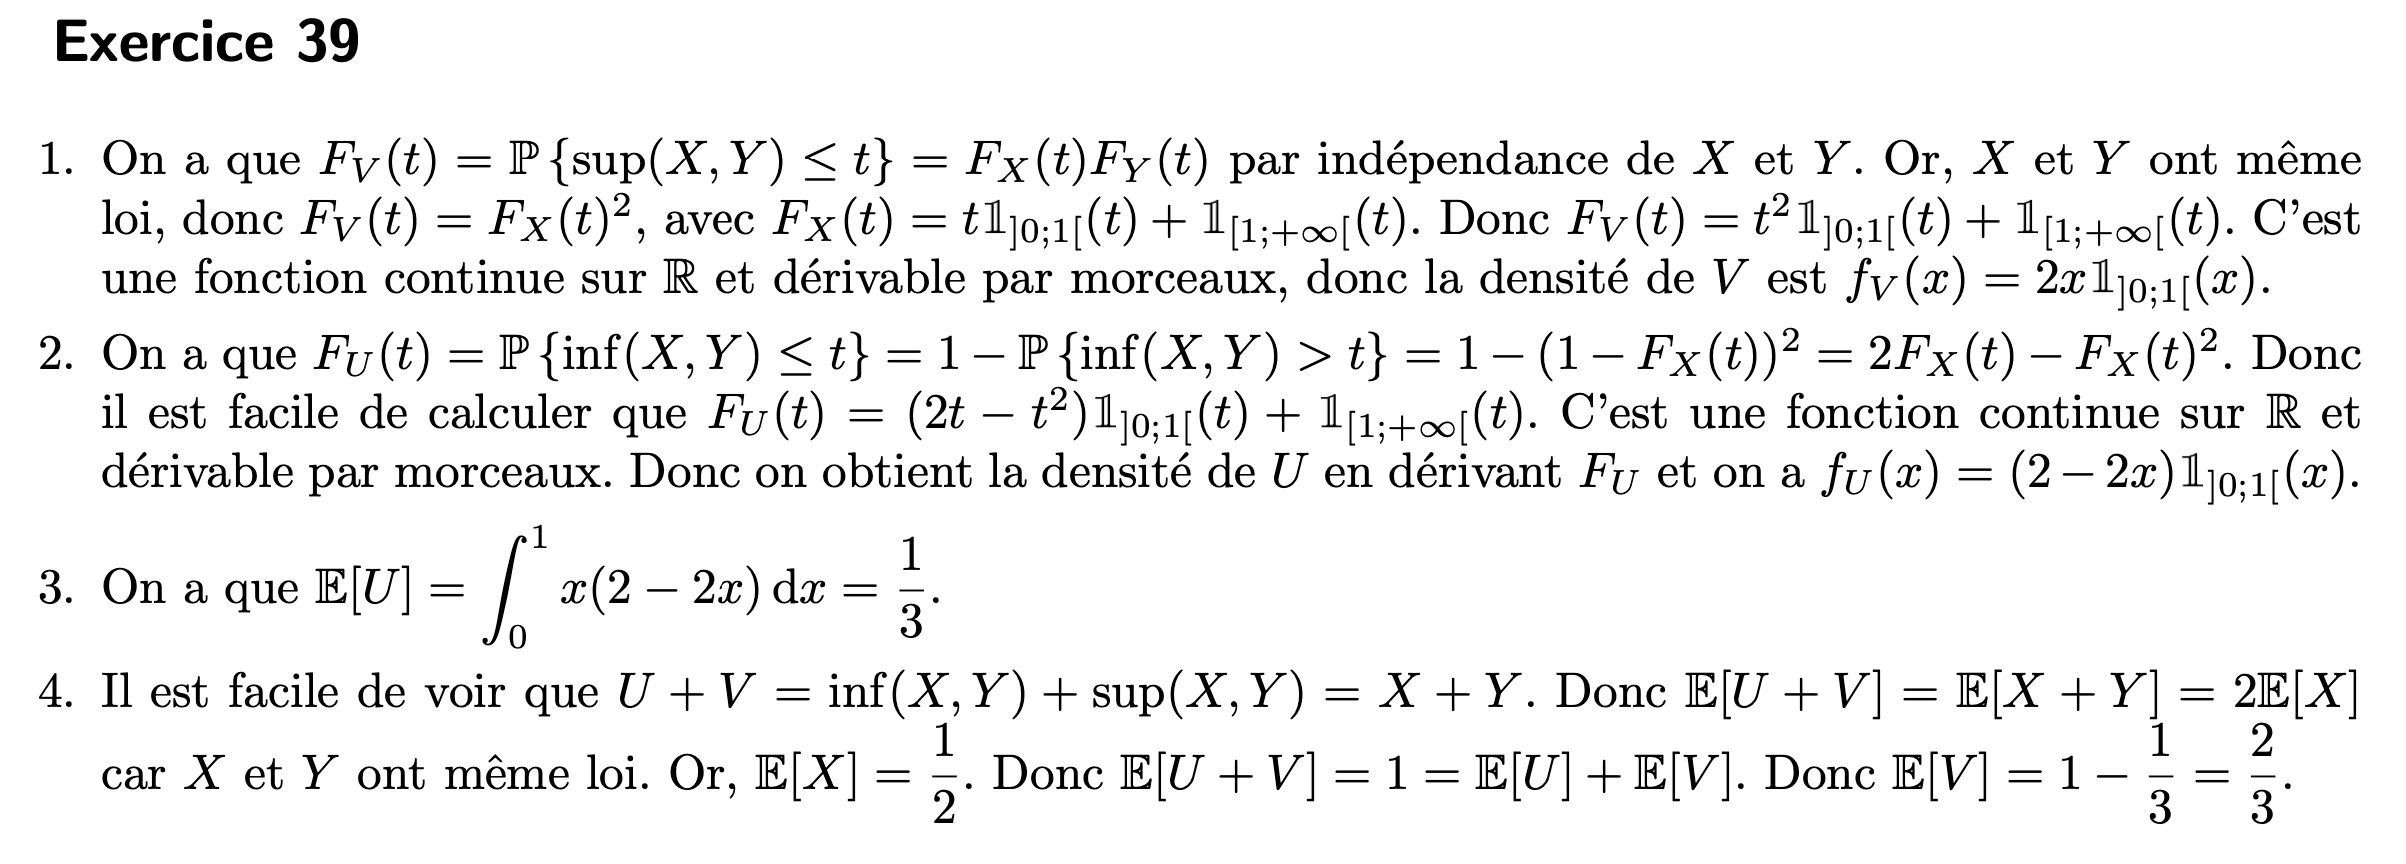 Exercice 39
1. On a que $F_V(t) = \mathbb{P}\{\sup(X, Y) \leq t\} = F_X(t)F_Y(t)$ par indépendance de $X$ et $Y$. Or, $X$ et $Y$ ont même
loi, donc $F_V(t) = F_X(t)^2$, avec $F_X(t) = t\mathbb{1}_{]0;1[}(t) + \mathbb{1}_{[1;+\infty[}(t)$. Donc $F_V(t) = t^2\mathbb{1}_{]0;1[}(t) + \mathbb{1}_{[1;+\infty[}(t)$. C'est
une fonction continue sur $\mathbb{R}$ et dérivable par morceaux, donc la densité de $V$ est $f_V(x) = 2x\mathbb{1}_{]0;1[}(x)$.
2. On a que $F_U(t) = \mathbb{P}\{\inf(X, Y) \leq t\} = 1 - \mathbb{P}\{\inf(X, Y) > t\} = 1 - (1 - F_X(t))^2 = 2F_X(t) - F_X(t)^2$. Donc
il est facile de calculer que $F_U(t) = (2t - t^2)\mathbb{1}_{]0;1[}(t) + \mathbb{1}_{[1;+\infty[}(t)$. C'est une fonction continue sur $\mathbb{R}$ et
dérivable par morceaux. Donc on obtient la densité de $U$ en dérivant $F_U$ et on a $f_U(x) = (2 - 2x)\mathbb{1}_{]0;1[}(x)$.
3. On a que $\mathbb{E}[U] = \int_0^1 x(2 - 2x)\,\mathrm{d}x = \frac{1}{3}$.
4. Il est facile de voir que $U + V = \inf(X, Y) + \sup(X, Y) = X + Y$. Donc $\mathbb{E}[U + V] = \mathbb{E}[X + Y] = 2\mathbb{E}[X]$
car $X$ et $Y$ ont même loi. Or, $\mathbb{E}[X] = \frac{1}{2}$. Donc $\mathbb{E}[U + V] = 1 = \mathbb{E}[U] + \mathbb{E}[V]$. Donc $\mathbb{E}[V] = 1 - \frac{1}{3} = \frac{2}{3}$.